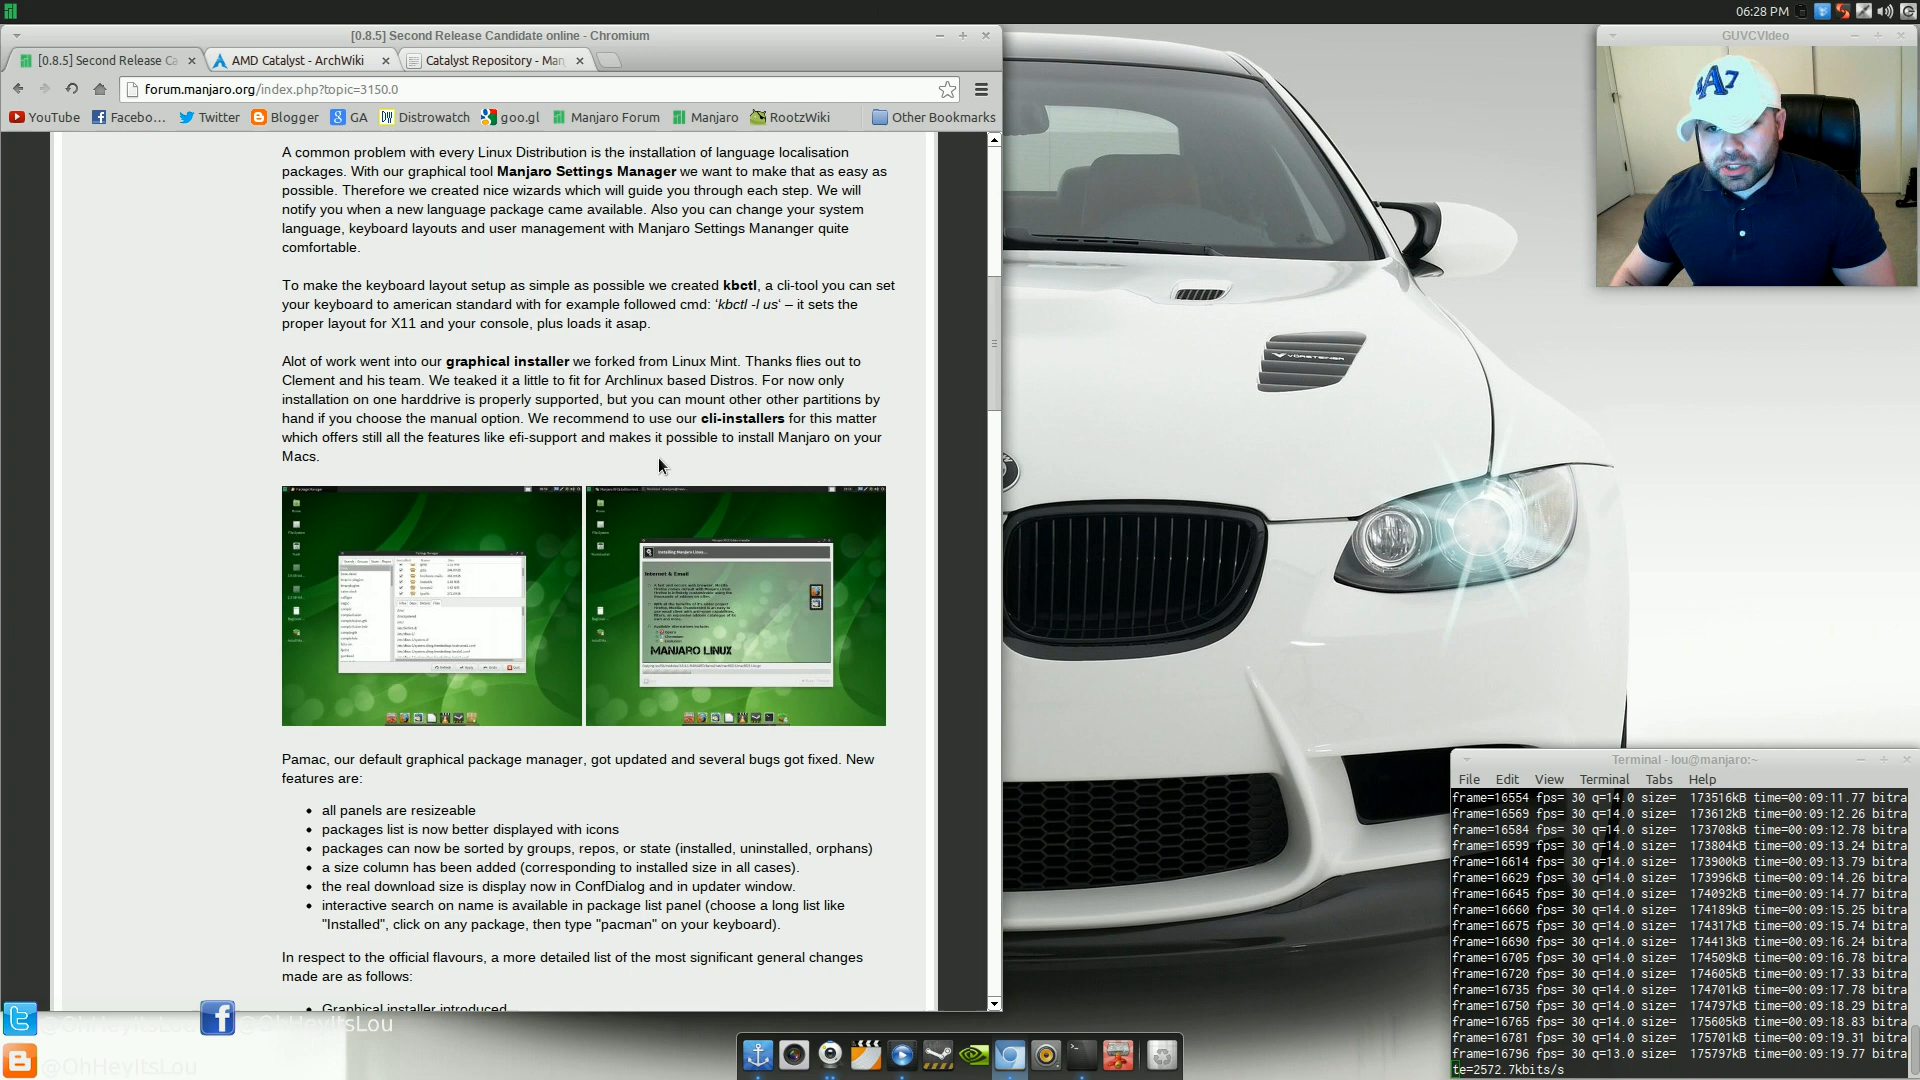 06:28 PM
[0.8.5] Second Release Candidate online - Chromium
[0.8.5] Second Release Ca
AMD Catalyst - ArchWiki
Catalyst Repository - Man
forum.manjaro.org/index.php?topic=3150.0
YouTube
Facebo...
Twitter
Blogger
GA
Distrowatch
goo.gl
Manjaro Forum
Manjaro
RootzWiki
Other Bookmarks
A common problem with every Linux Distribution is the installation of language localisation
packages. With our graphical tool Manjaro Settings Manager we want to make that as easy as
possible. Therefore we created nice wizards which will guide you through each step. We will
notify you when a new language package came available. Also you can change your system
language, keyboard layouts and user management with Manjaro Settings Mananger quite
comfortable.
To make the keyboard layout setup as simple as possible we created kbctl, a cli-tool you can set
your keyboard to american standard with for example followed cmd: ‘kbctl -l us‘ – it sets the
proper layout for X11 and your console, plus loads it asap.
Alot of work went into our graphical installer we forked from Linux Mint. Thanks flies out to
Clement and his team. We teaked it a little to fit for Archlinux based Distros. For now only
installation on one harddrive is properly supported, but you can mount other other partitions by
hand if you choose the manual option. We recommend to use our cli-installers for this matter
which offers still all the features like efi-support and makes it possible to install Manjaro on your
Macs.
Installing Manjaro Linux...
Internet & Email
MANJARO LINUX
Pamac, our default graphical package manager, got updated and several bugs got fixed. New
features are:
all panels are resizeable
packages list is now better displayed with icons
packages can now be sorted by groups, repos, or state (installed, uninstalled, orphans)
a size column has been added (corresponding to installed size in all cases).
the real download size is display now in ConfDialog and in updater window.
interactive search on name is available in package list panel (choose a long list like
"Installed", click on any package, then type "pacman" on your keyboard).
In respect to the official flavours, a more detailed list of the most significant general changes
made are as follows:
Graphical installer introduced
@OhHeyItsLou
@OhHeyItsLou
@OhHeyItsLou
GUVCVideo
A7
VORSTEINER
Terminal - lou@manjaro:~
File Edit View Terminal Tabs Help
frame=16554 fps= 30 q=14.0 size= 173516kB time=00:09:11.77 bitra
frame=16569 fps= 30 q=14.0 size= 173612kB time=00:09:12.26 bitra
frame=16584 fps= 30 q=14.0 size= 173708kB time=00:09:12.78 bitra
frame=16599 fps= 30 q=14.0 size= 173804kB time=00:09:13.24 bitra
frame=16614 fps= 30 q=14.0 size= 173900kB time=00:09:13.79 bitra
frame=16629 fps= 30 q=14.0 size= 173996kB time=00:09:14.26 bitra
frame=16645 fps= 30 q=14.0 size= 174092kB time=00:09:14.77 bitra
frame=16660 fps= 30 q=14.0 size= 174189kB time=00:09:15.25 bitra
frame=16675 fps= 30 q=14.0 size= 174317kB time=00:09:15.74 bitra
frame=16690 fps= 30 q=14.0 size= 174413kB time=00:09:16.24 bitra
frame=16705 fps= 30 q=14.0 size= 174509kB time=00:09:16.78 bitra
frame=16720 fps= 30 q=14.0 size= 174605kB time=00:09:17.33 bitra
frame=16735 fps= 30 q=14.0 size= 174701kB time=00:09:17.78 bitra
frame=16750 fps= 30 q=14.0 size= 174797kB time=00:09:18.29 bitra
frame=16765 fps= 30 q=14.0 size= 175605kB time=00:09:18.83 bitra
frame=16781 fps= 30 q=14.0 size= 175701kB time=00:09:19.31 bitra
frame=16796 fps= 30 q=13.0 size= 175797kB time=00:09:19.77 bitra
te=2572.7kbits/s